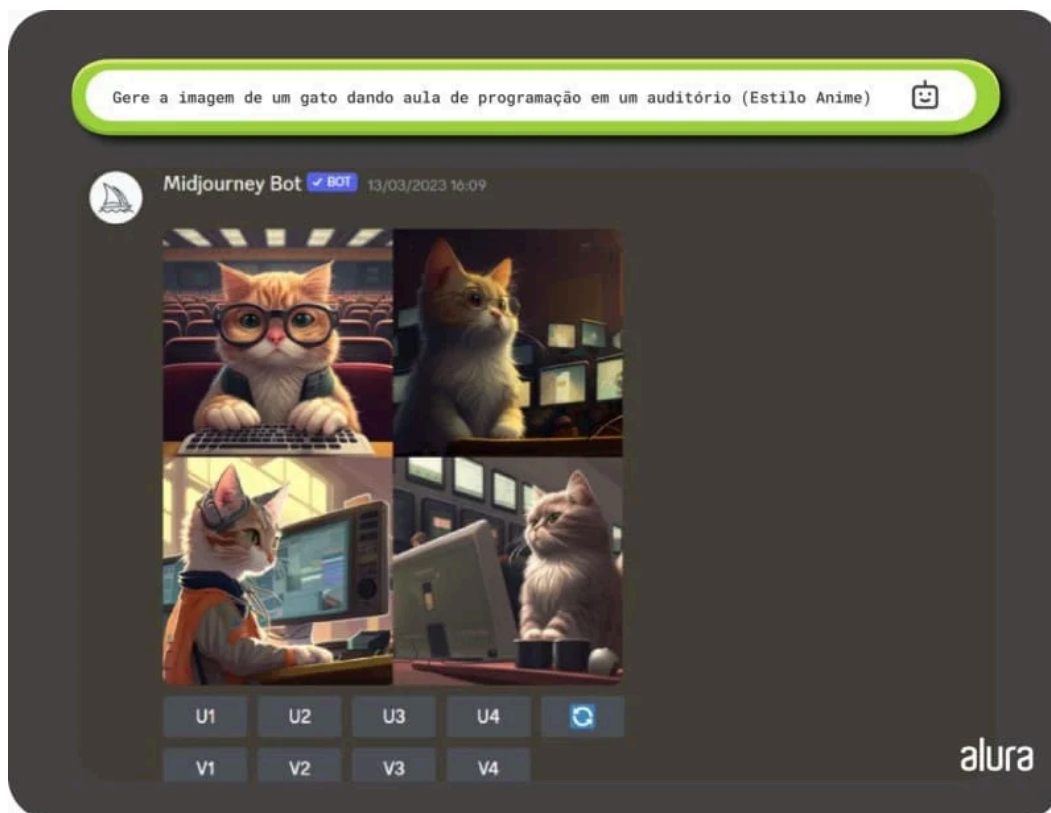 Gere a imagem de um gato dando aula de programação em um auditório (Estilo Anime)
Midjourney Bot ✓ BOT 13/03/2023 16:09
U1 U2 U3 U4
V1 V2 V3 V4
alura